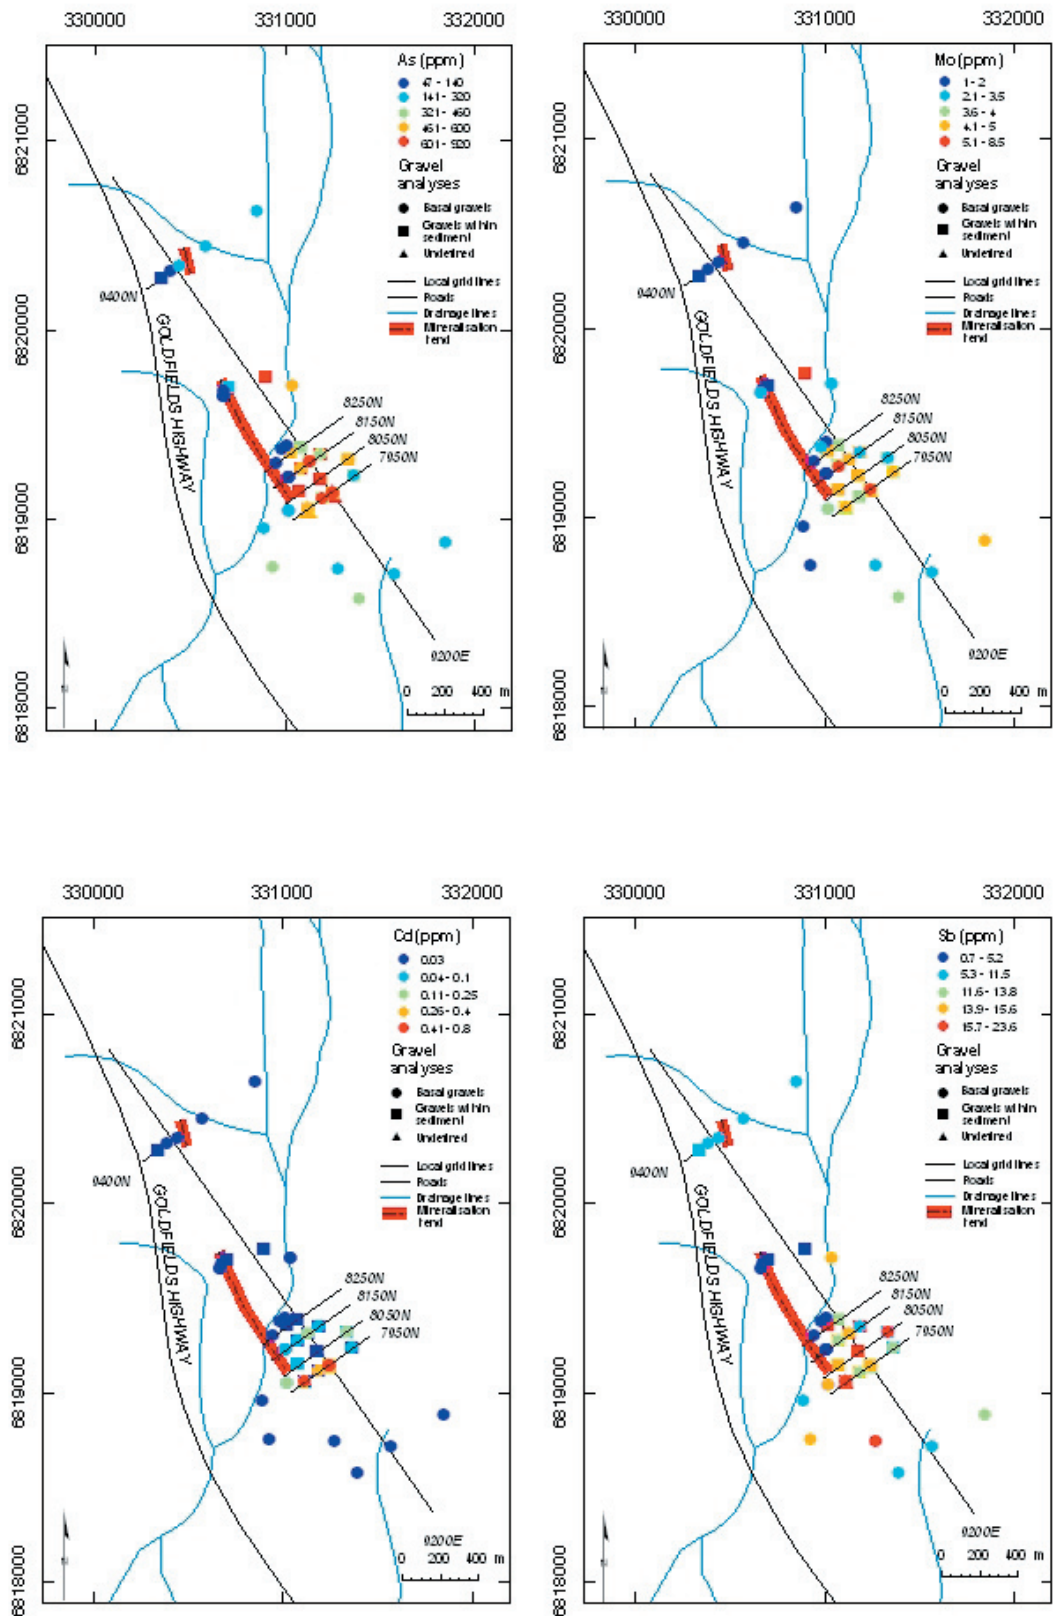 330000 331000 332000
6821000
6820000
6819000
6818000
As (ppm)
47 - 140
141 - 320
321 - 460
461 - 600
601 - 920
Gravel
analyses
Basal gravels
Gravels within
sediment
Undefined
Local grid lines
Roads
Drainage lines
Mineralisation
trend
9400N
GOLDFIELDS HIGHWAY
8250N
8150N
8050N
7950N
9200E
0 200 400 m
330000 331000 332000
6821000
6820000
6819000
6818000
Mo (ppm)
1 - 2
2.1 - 3.5
3.6 - 4
4.1 - 5
5.1 - 8.5
Gravel
analyses
Basal gravels
Gravels within
sediment
Undefined
Local grid lines
Roads
Drainage lines
Mineralisation
trend
9400N
GOLDFIELDS HIGHWAY
8250N
8150N
8050N
7950N
9200E
0 200 400 m
330000 331000 332000
6821000
6820000
6819000
6818000
Cd (ppm)
0.03
0.04 - 0.1
0.11 - 0.25
0.26 - 0.4
0.41 - 0.8
Gravel
analyses
Basal gravels
Gravels within
sediment
Undefined
Local grid lines
Roads
Drainage lines
Mineralisation
trend
9400N
GOLDFIELDS HIGHWAY
8250N
8150N
8050N
7950N
9200E
0 200 400 m
330000 331000 332000
6821000
6820000
6819000
6818000
Sb (ppm)
0.7 - 5.2
5.3 - 11.5
11.6 - 13.8
13.9 - 15.6
15.7 - 23.6
Gravel
analyses
Basal gravels
Gravels within
sediment
Undefined
Local grid lines
Roads
Drainage lines
Mineralisation
trend
9400N
GOLDFIELDS HIGHWAY
8250N
8150N
8050N
7950N
9200E
0 200 400 m